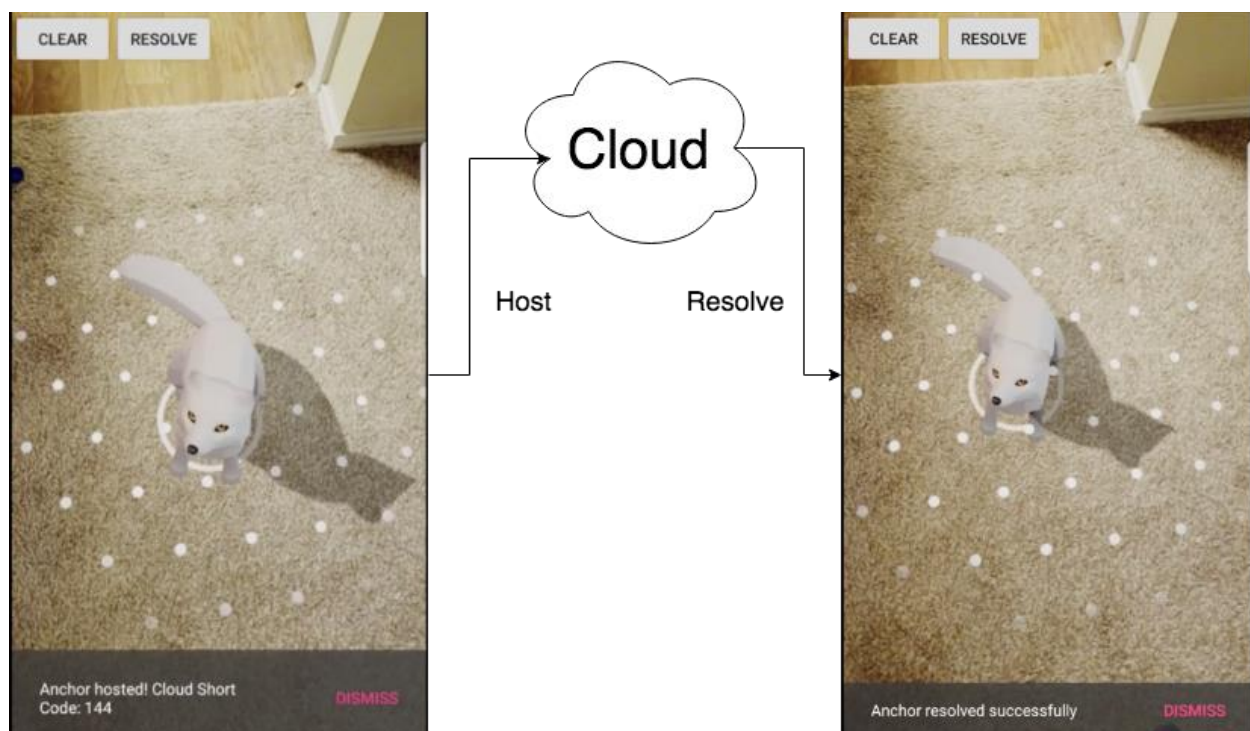 CLEAR
RESOLVE
Anchor hosted! Cloud Short
Code: 144
DISMISS
Cloud
Host
Resolve
CLEAR
RESOLVE
Anchor resolved successfully
DISMISS